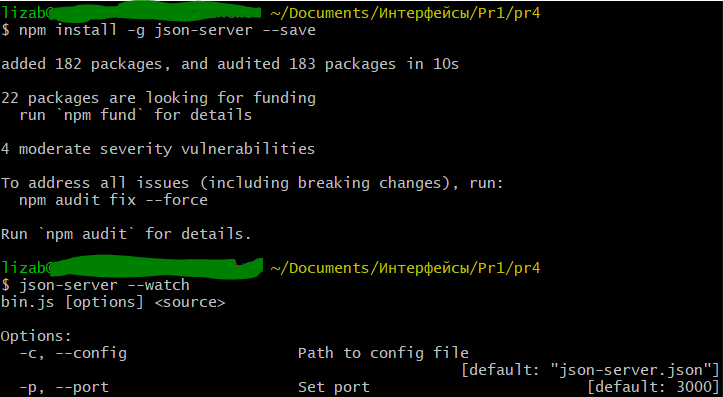 lizab@ ~/Documents/Интерфейсы/Pr1/pr4
$ npm install -g json-server --save
added 182 packages, and audited 183 packages in 10s
22 packages are looking for funding
run `npm fund` for details
4 moderate severity vulnerabilities
To address all issues (including breaking changes), run:
npm audit fix --force
Run `npm audit` for details.
lizab@ ~/Documents/Интерфейсы/Pr1/pr4
$ json-server --watch
bin.js [options] <source>
Options:
-c, --config Path to config file
[default: "json-server.json"]
-p, --port Set port [default: 3000]